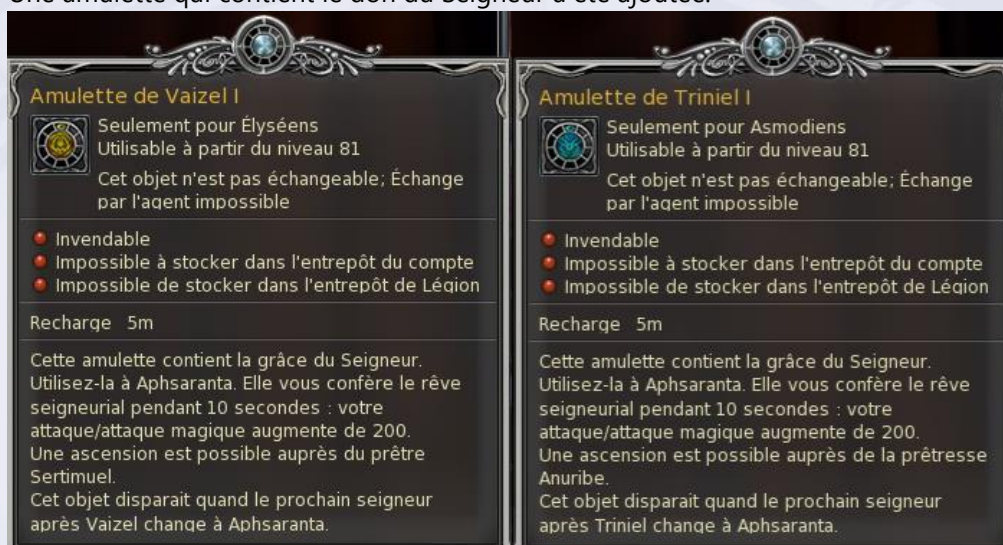 Une amulette qui contient le don du Seigneur a été ajoutée.
Amulette de Vaizel I
Seulement pour Élyséens
Utilisable à partir du niveau 81
Cet objet n'est pas échangeable; Échange
par l'agent impossible
Invendable
Impossible à stocker dans l'entrepôt du compte
Impossible de stocker dans l'entrepôt de Légion
Recharge 5m
Cette amulette contient la grâce du Seigneur.
Utilisez-la à Aphsaranta. Elle vous confère le rêve
seigneurial pendant 10 secondes : votre
attaque/attaque magique augmente de 200.
Une ascension est possible auprès du prêtre
Sertimuel.
Cet objet disparait quand le prochain seigneur
après Vaizel change à Aphsaranta.
Amulette de Triniel I
Seulement pour Asmodiens
Utilisable à partir du niveau 81
Cet objet n'est pas échangeable; Échange
par l'agent impossible
Invendable
Impossible à stocker dans l'entrepôt du compte
Impossible de stocker dans l'entrepôt de Légion
Recharge 5m
Cette amulette contient la grâce du Seigneur.
Utilisez-la à Aphsaranta. Elle vous confère le rêve
seigneurial pendant 10 secondes : votre
attaque/attaque magique augmente de 200.
Une ascension est possible auprès de la prêtresse
Anuribe.
Cet objet disparait quand le prochain seigneur
après Triniel change à Aphsaranta.